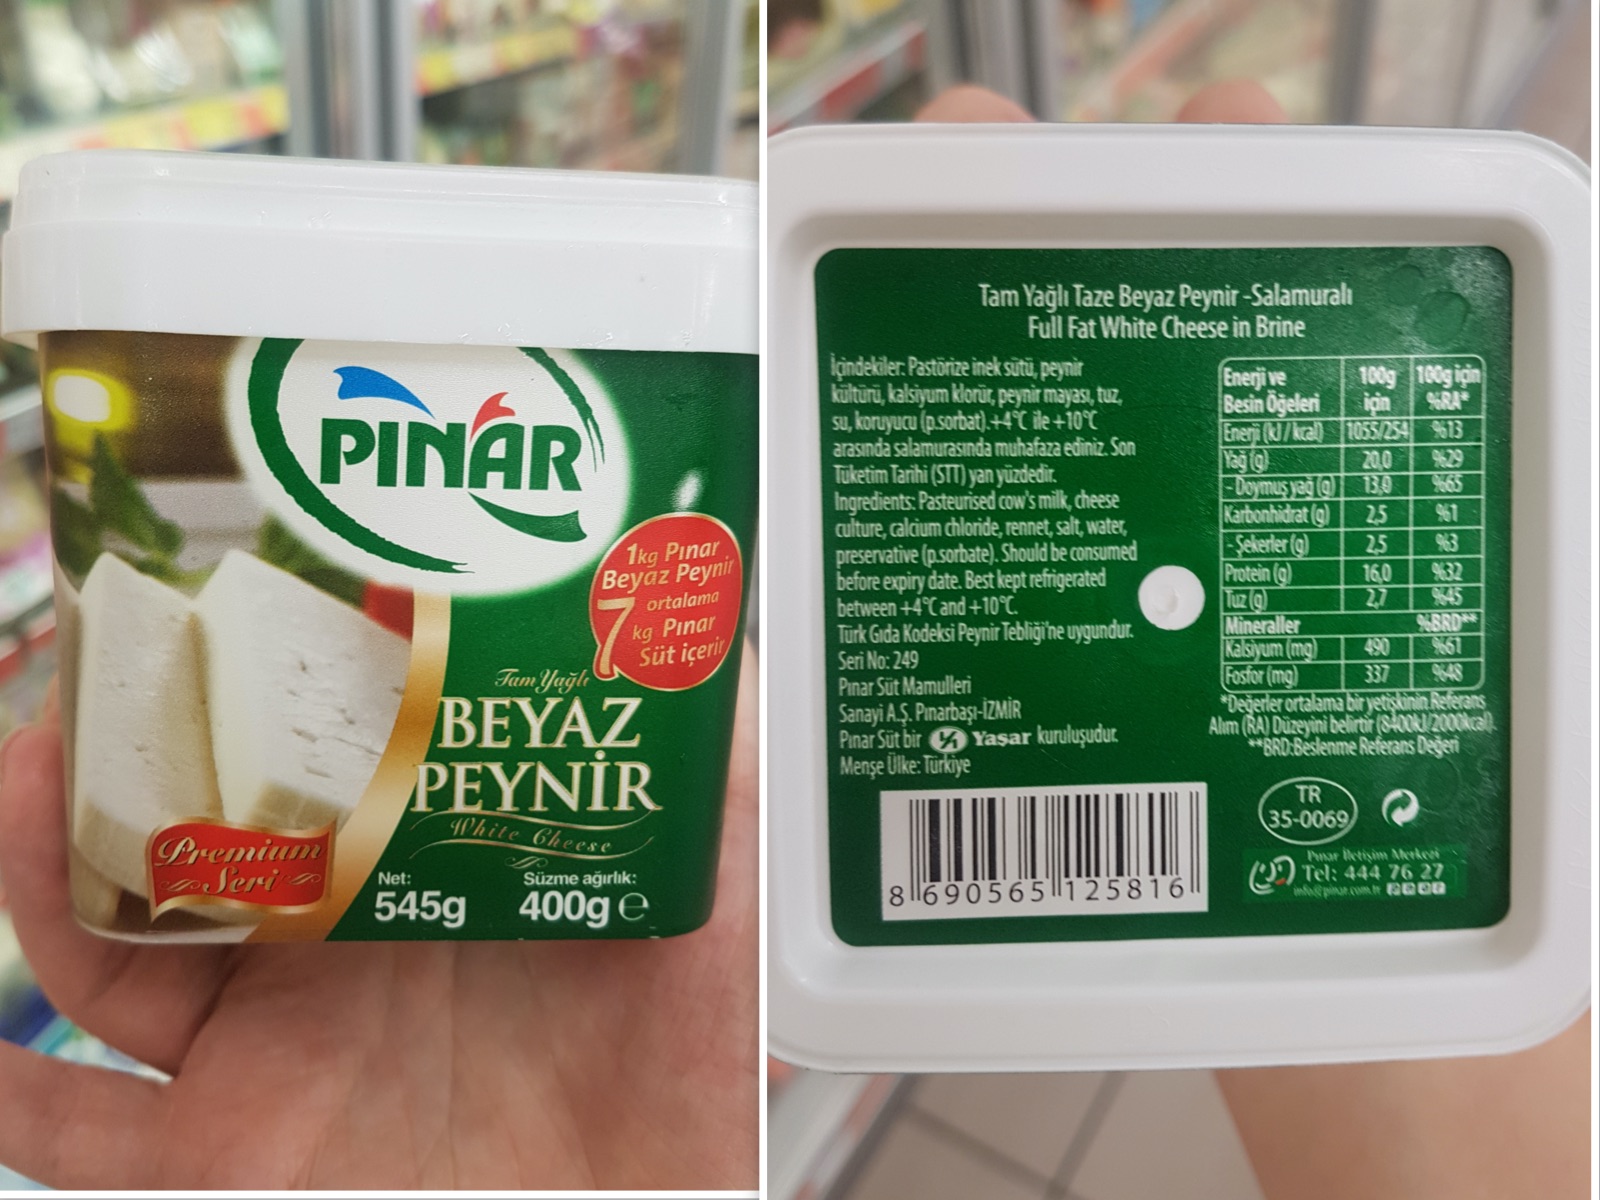 PINAR
1kg Pınar
Beyaz Peynir
ortalama
7 kg Pınar
Süt içerir
Tam Yağlı
BEYAZ
PEYNİR
White Cheese
Premium
Seri
Net:
545g
Süzme ağırlık:
400g ℮
Tam Yağlı Taze Beyaz Peynir -Salamuralı
Full Fat White Cheese in Brine
İçindekiler: Pastörize inek sütü, peynir
kültürü, kalsiyum klorür, peynir mayası, tuz,
su, koruyucu (p.sorbat).+4°C ile +10°C
arasında salamurasında muhafaza ediniz. Son
Tüketim Tarihi (STT) yan yüzdedir.
Ingredients: Pasteurised cow's milk, cheese
culture, calcium chloride, rennet, salt, water,
preservative (p.sorbate). Should be consumed
before expiry date. Best kept refrigerated
between +4°C and +10°C.
Türk Gıda Kodeksi Peynir Tebliği'ne uygundur.
Seri No: 249
Pınar Süt Mamulleri
Sanayi A.Ş. Pınarbaşı-İZMİR
Pınar Süt bir Yaşar kuruluşudur.
Menşe Ülke: Türkiye
Enerji ve Besin Öğeleri 100g için 100g için %RA*
Enerji (kJ / kcal) 1055/254 %13
Yağ (g) 20,0 %29
- Doymuş yağ (g) 13,0 %65
Karbonhidrat (g) 2,5 %1
- Şekerler (g) 2,5 %3
Protein (g) 16,0 %32
Tuz (g) 2,7 %45
Mineraller %BRD**
Kalsiyum (mg) 490 %61
Fosfor (mg) 337 %48
*Değerler ortalama bir yetişkinin Referans
Alım (RA) Düzeyini belirtir (8400kJ/2000kcal).
**BRD:Beslenme Referans Değeri
8 690565 125816
TR
35-0069
Pınar İletişim Merkezi
Tel: 444 76 27
info@pinar.com.tr